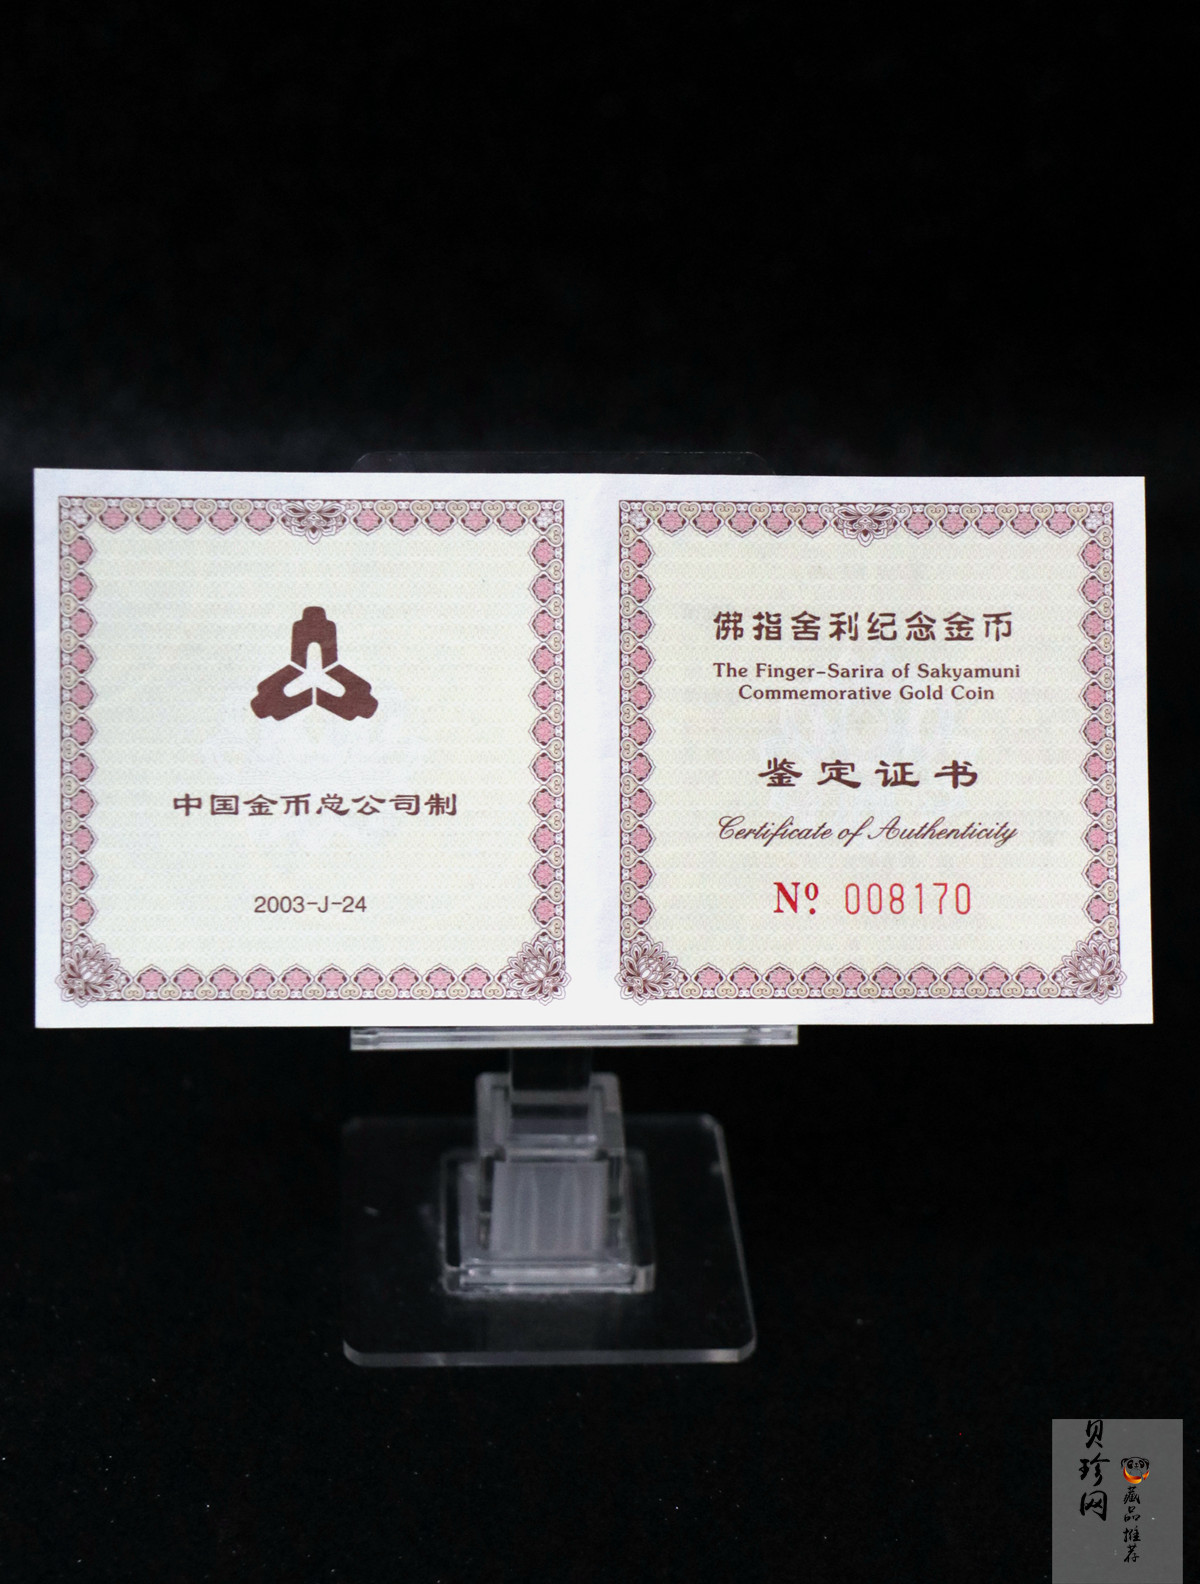 中国金币总公司制
2003-J-24
佛指舍利纪念金币
The Finger-Sarira of Sakyamuni
Commemorative Gold Coin
鉴定证书
Certificate of Authenticity
Nº. 008170
贝珍网
藏品推荐